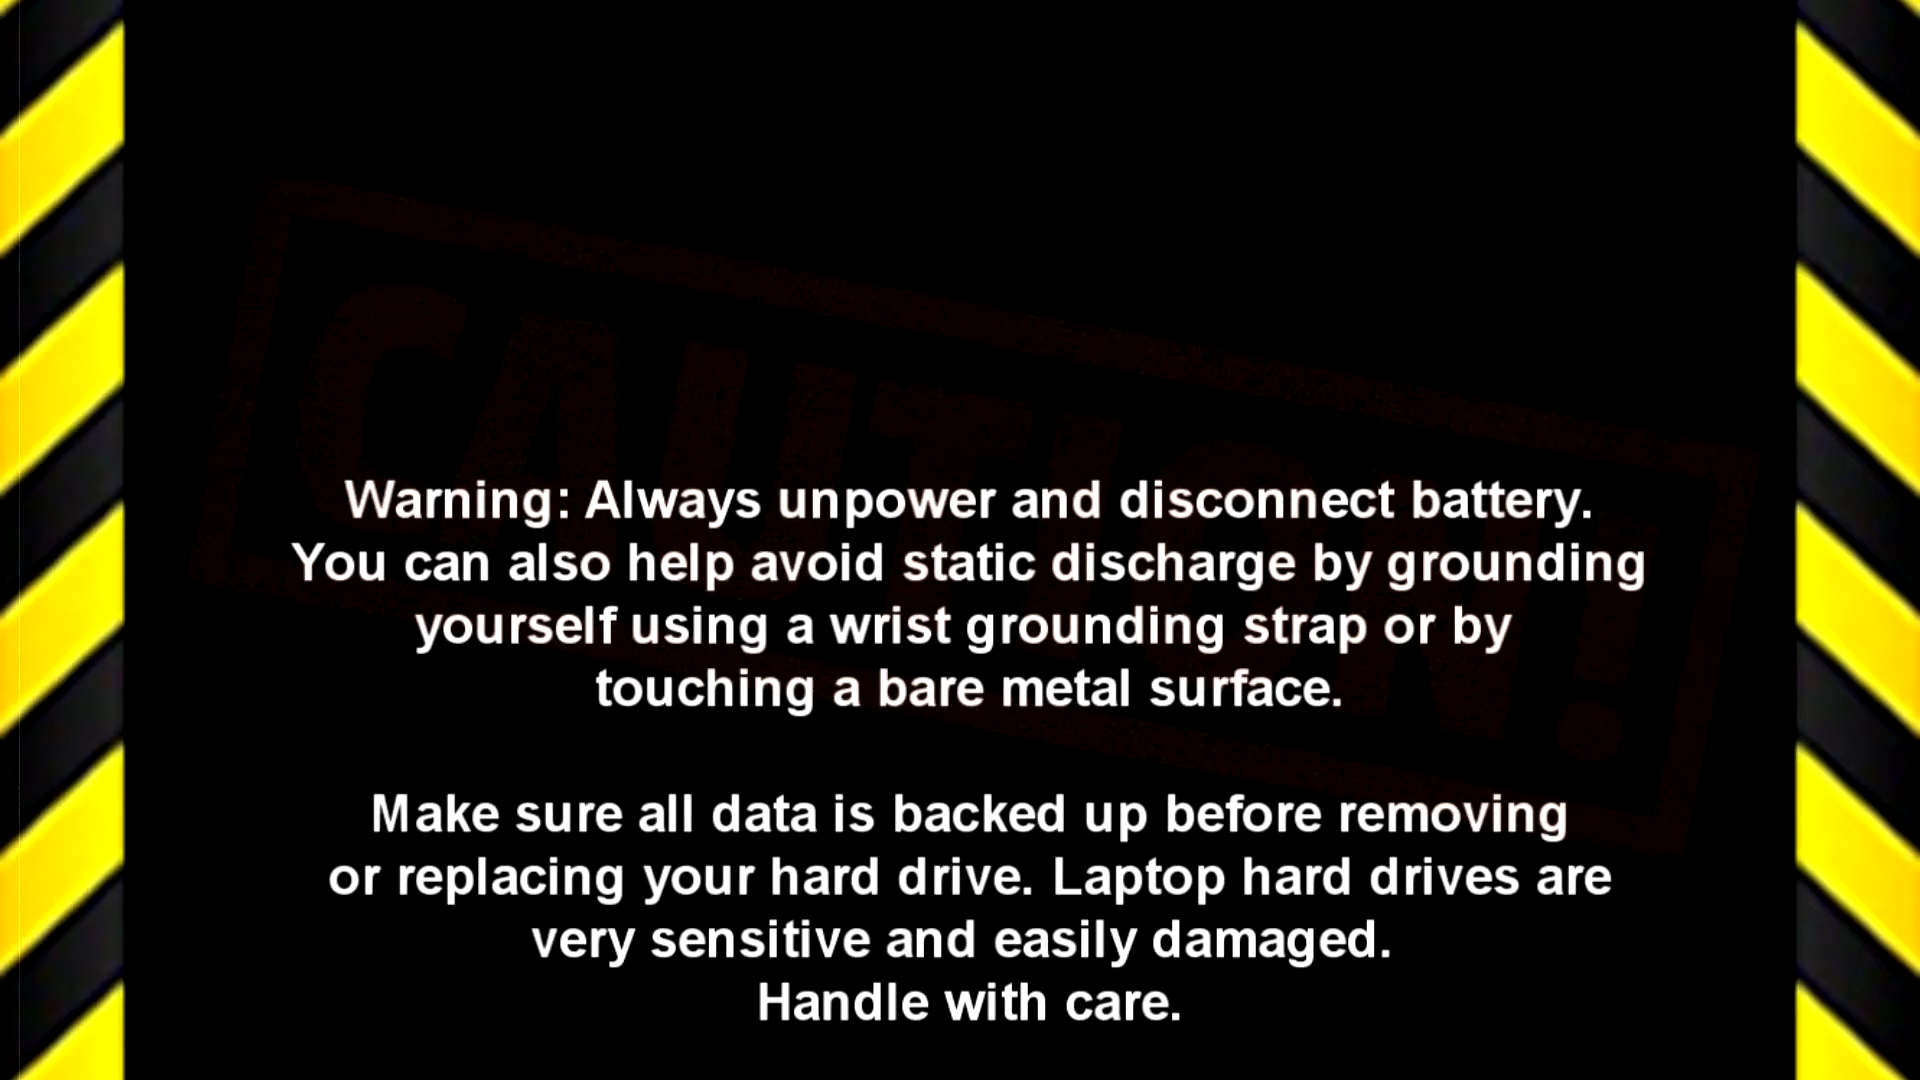 CAUTION!
Warning: Always unpower and disconnect battery.
You can also help avoid static discharge by grounding
yourself using a wrist grounding strap or by
touching a bare metal surface.
Make sure all data is backed up before removing
or replacing your hard drive. Laptop hard drives are
very sensitive and easily damaged.
Handle with care.